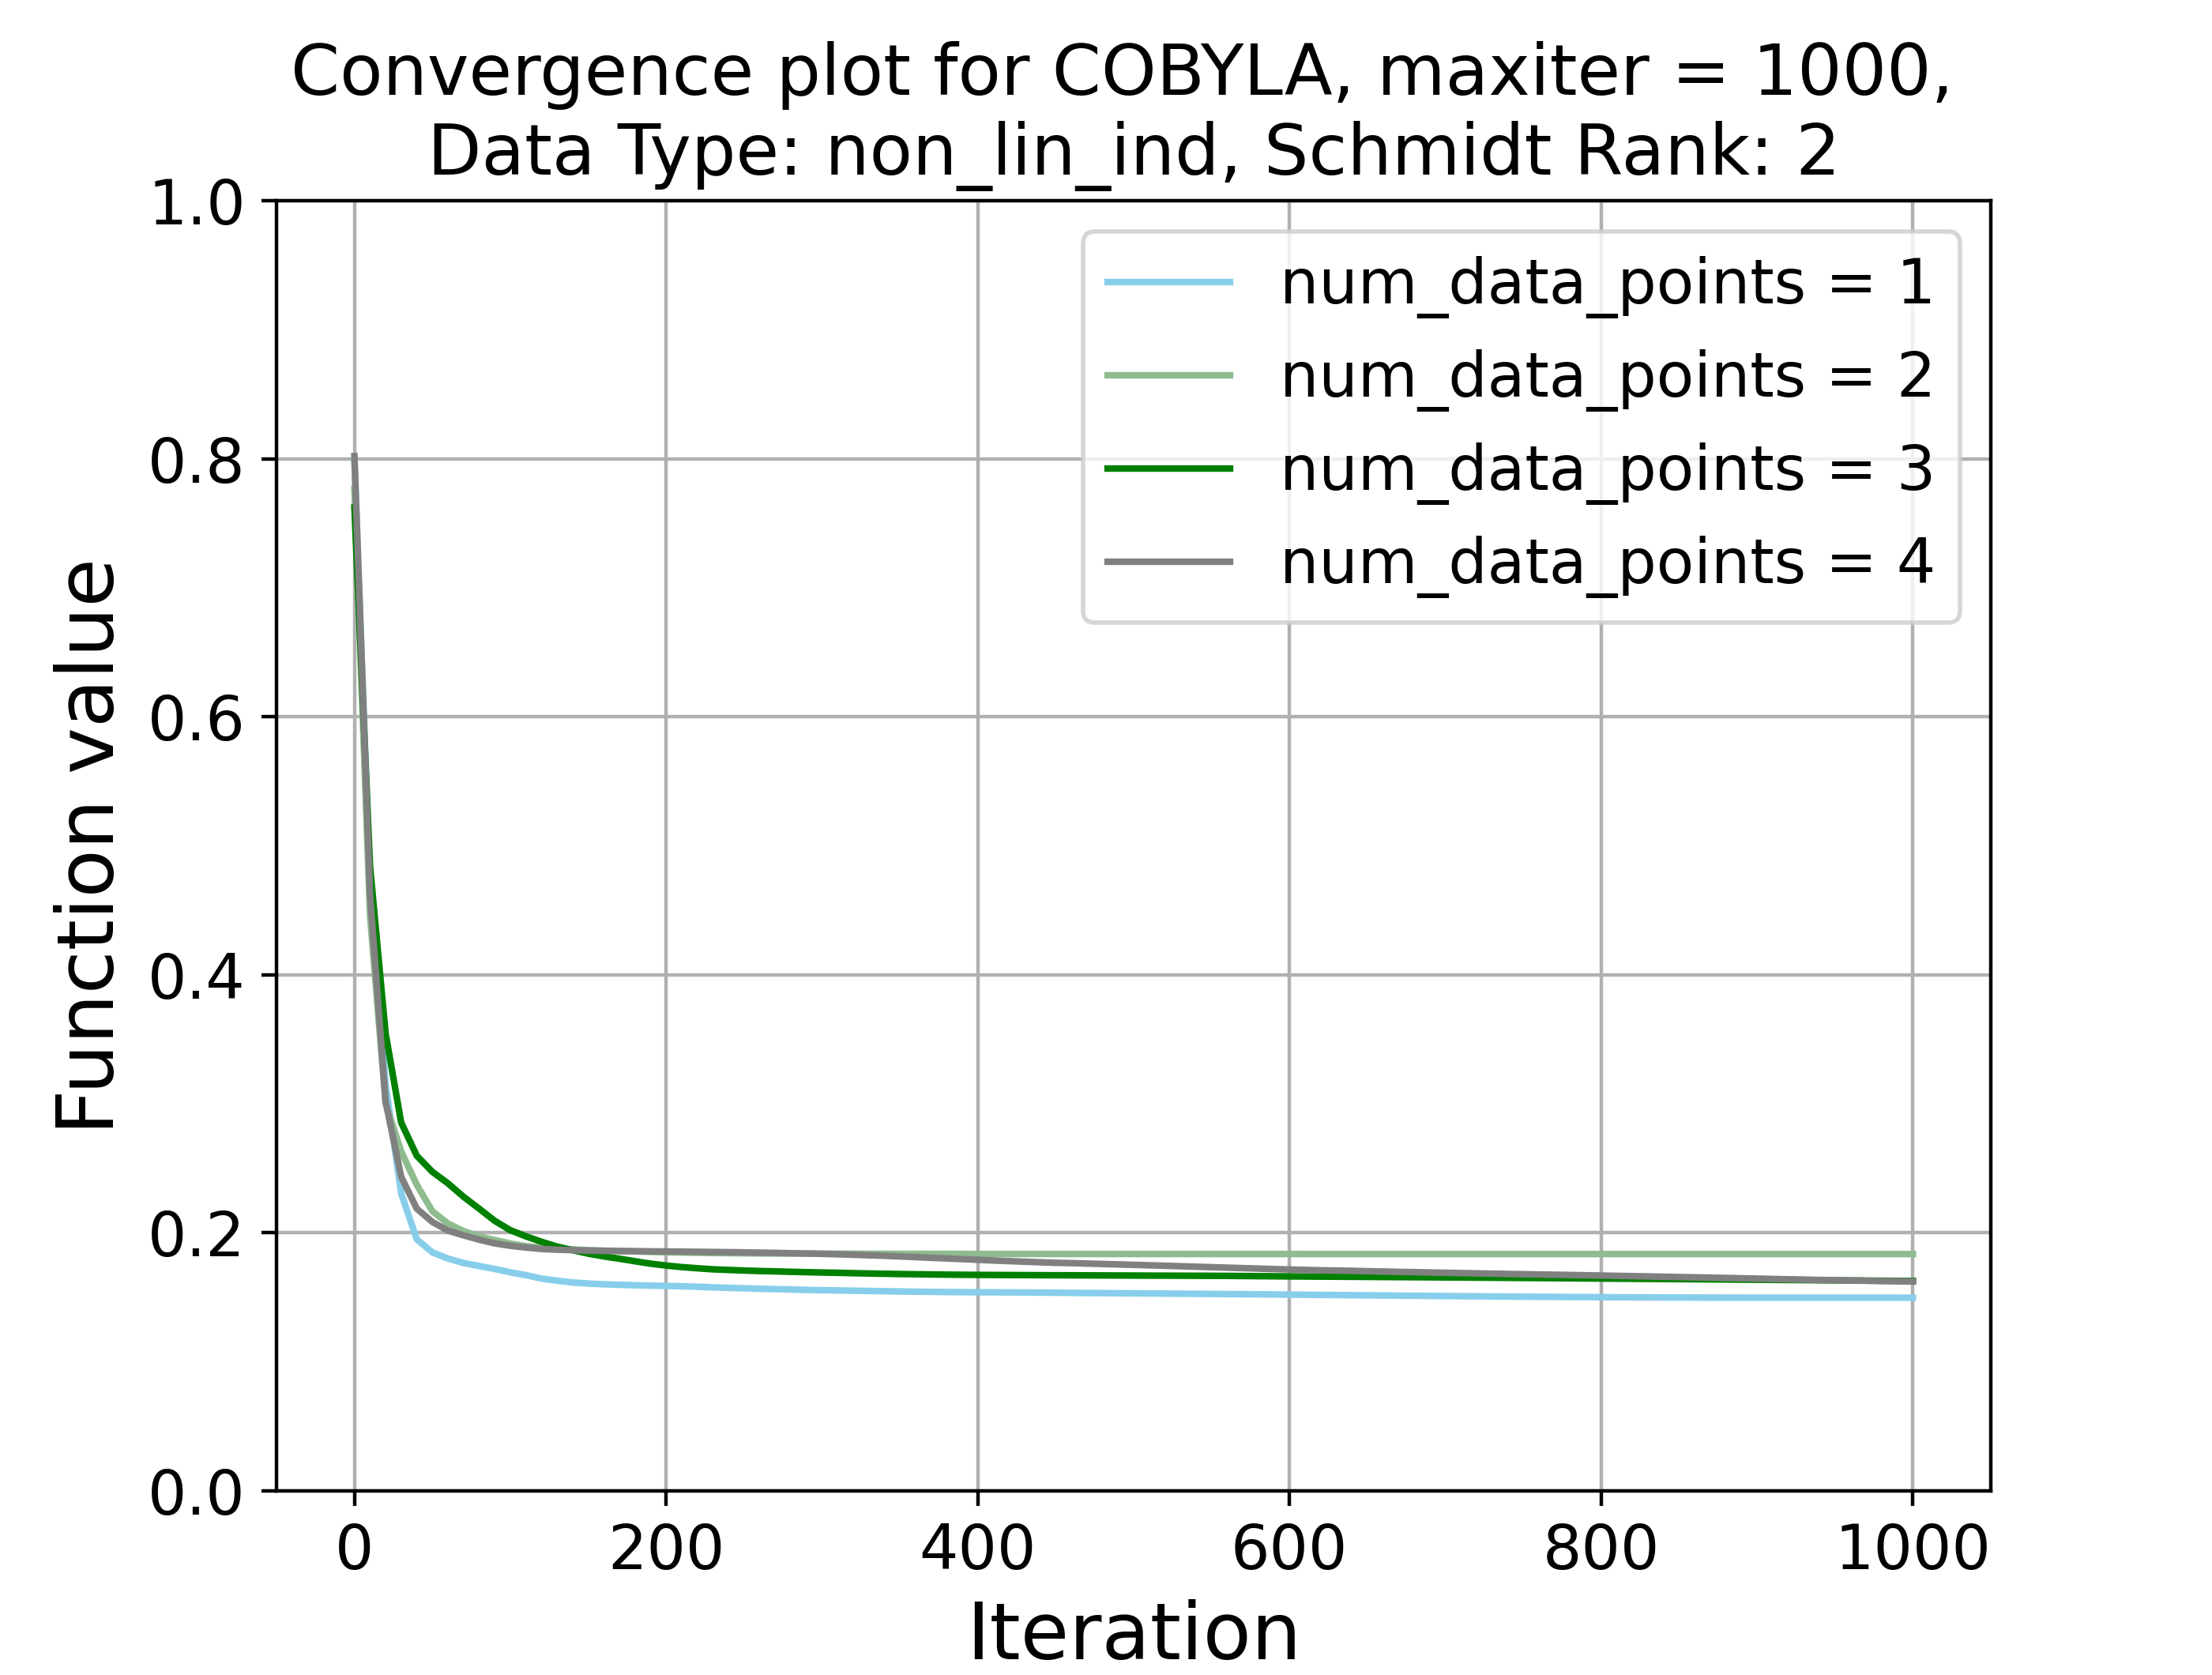 Convergence plot for COBYLA, maxiter = 1000,
Data Type: non_lin_ind, Schmidt Rank: 2
1.0
0.8
0.6
0.4
0.2
0.0
Function value
num_data_points = 1
num_data_points = 2
num_data_points = 3
num_data_points = 4
0 200 400 600 800 1000
Iteration